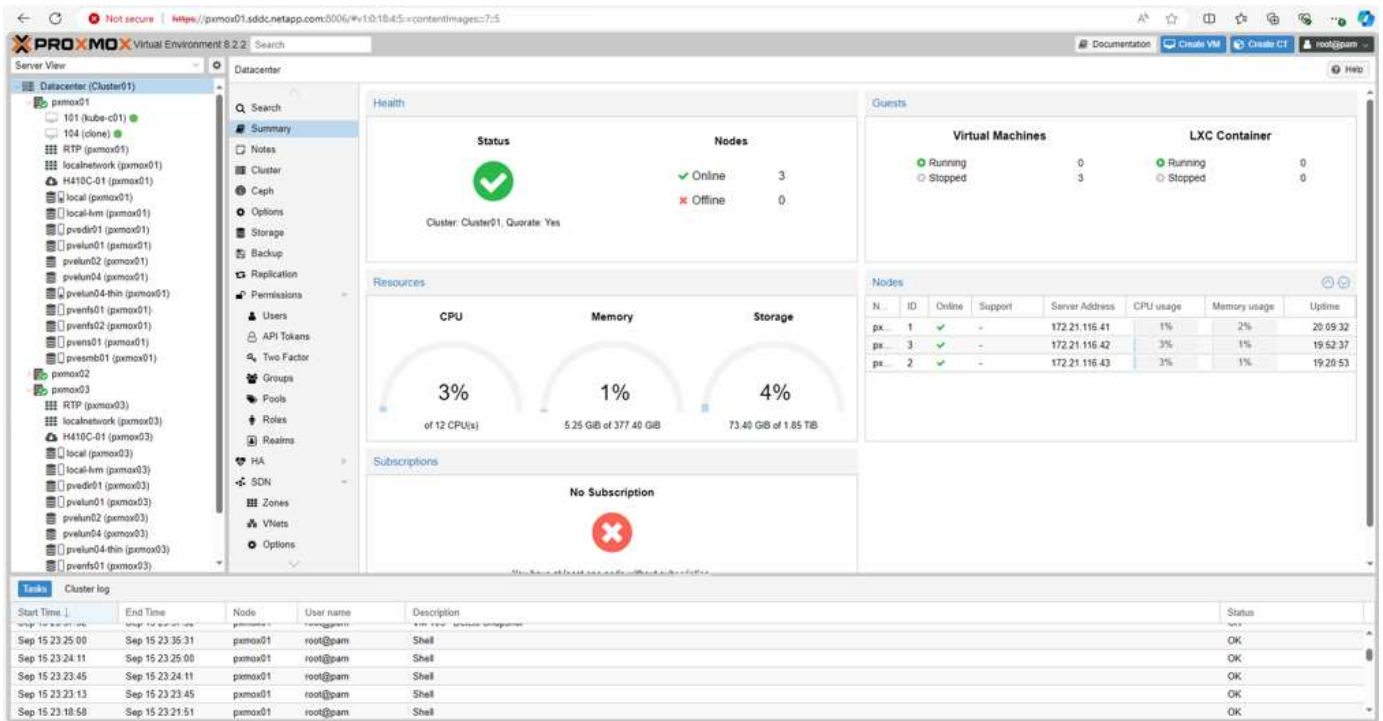 Not secure https://pxmox01.sddc.netapp.com:8006/#v1:0:18:4:5:=contentImages::7::5
PROXMOX Virtual Environment 8.2.2 Search
Documentation Create VM Create CT root@pam
Server View
Datacenter (Cluster01)
pxmox01
101 (kube-c01)
104 (clone)
RTP (pxmox01)
localnetwork (pxmox01)
H410C-01 (pxmox01)
local (pxmox01)
local-lvm (pxmox01)
pvedir01 (pxmox01)
pvelun01 (pxmox01)
pvelun02 (pxmox01)
pvelun04 (pxmox01)
pvelun04-thin (pxmox01)
pvenfs01 (pxmox01)
pvenfs02 (pxmox01)
pvens01 (pxmox01)
pvesmb01 (pxmox01)
pxmox02
pxmox03
RTP (pxmox03)
localnetwork (pxmox03)
H410C-01 (pxmox03)
local (pxmox03)
local-lvm (pxmox03)
pvedir01 (pxmox03)
pvelun01 (pxmox03)
pvelun02 (pxmox03)
pvelun04 (pxmox03)
pvelun04-thin (pxmox03)
pvenfs01 (pxmox03)
Datacenter
Help
Search
Summary
Notes
Cluster
Ceph
Options
Storage
Backup
Replication
Permissions
Users
API Tokens
Two Factor
Groups
Pools
Roles
Realms
HA
SDN
Zones
VNets
Options
Health
Status
Cluster: Cluster01, Quorate: Yes
Nodes
Online 3
Offline 0
Guests
Virtual Machines
Running 0
Stopped 3
LXC Container
Running 0
Stopped 0
Resources
CPU
3%
of 12 CPU(s)
Memory
1%
5.25 GiB of 377.40 GiB
Storage
4%
73.40 GiB of 1.85 TiB
Nodes
N... ID Online Support Server Address CPU usage Memory usage Uptime
px... 1 - 172.21.116.41 1% 2% 20:09:32
px... 3 - 172.21.116.42 3% 1% 19:52:37
px... 2 - 172.21.116.43 3% 1% 19:20:53
Subscriptions
No Subscription
You have at least one node without subscription
Tasks Cluster log
Start Time End Time Node User name Description Status
Sep 15 23:25:00 Sep 15 23:35:31 pxmox01 root@pam Shell OK
Sep 15 23:24:11 Sep 15 23:25:00 pxmox01 root@pam Shell OK
Sep 15 23:23:45 Sep 15 23:24:11 pxmox01 root@pam Shell OK
Sep 15 23:23:13 Sep 15 23:23:45 pxmox01 root@pam Shell OK
Sep 15 23:18:58 Sep 15 23:21:51 pxmox01 root@pam Shell OK